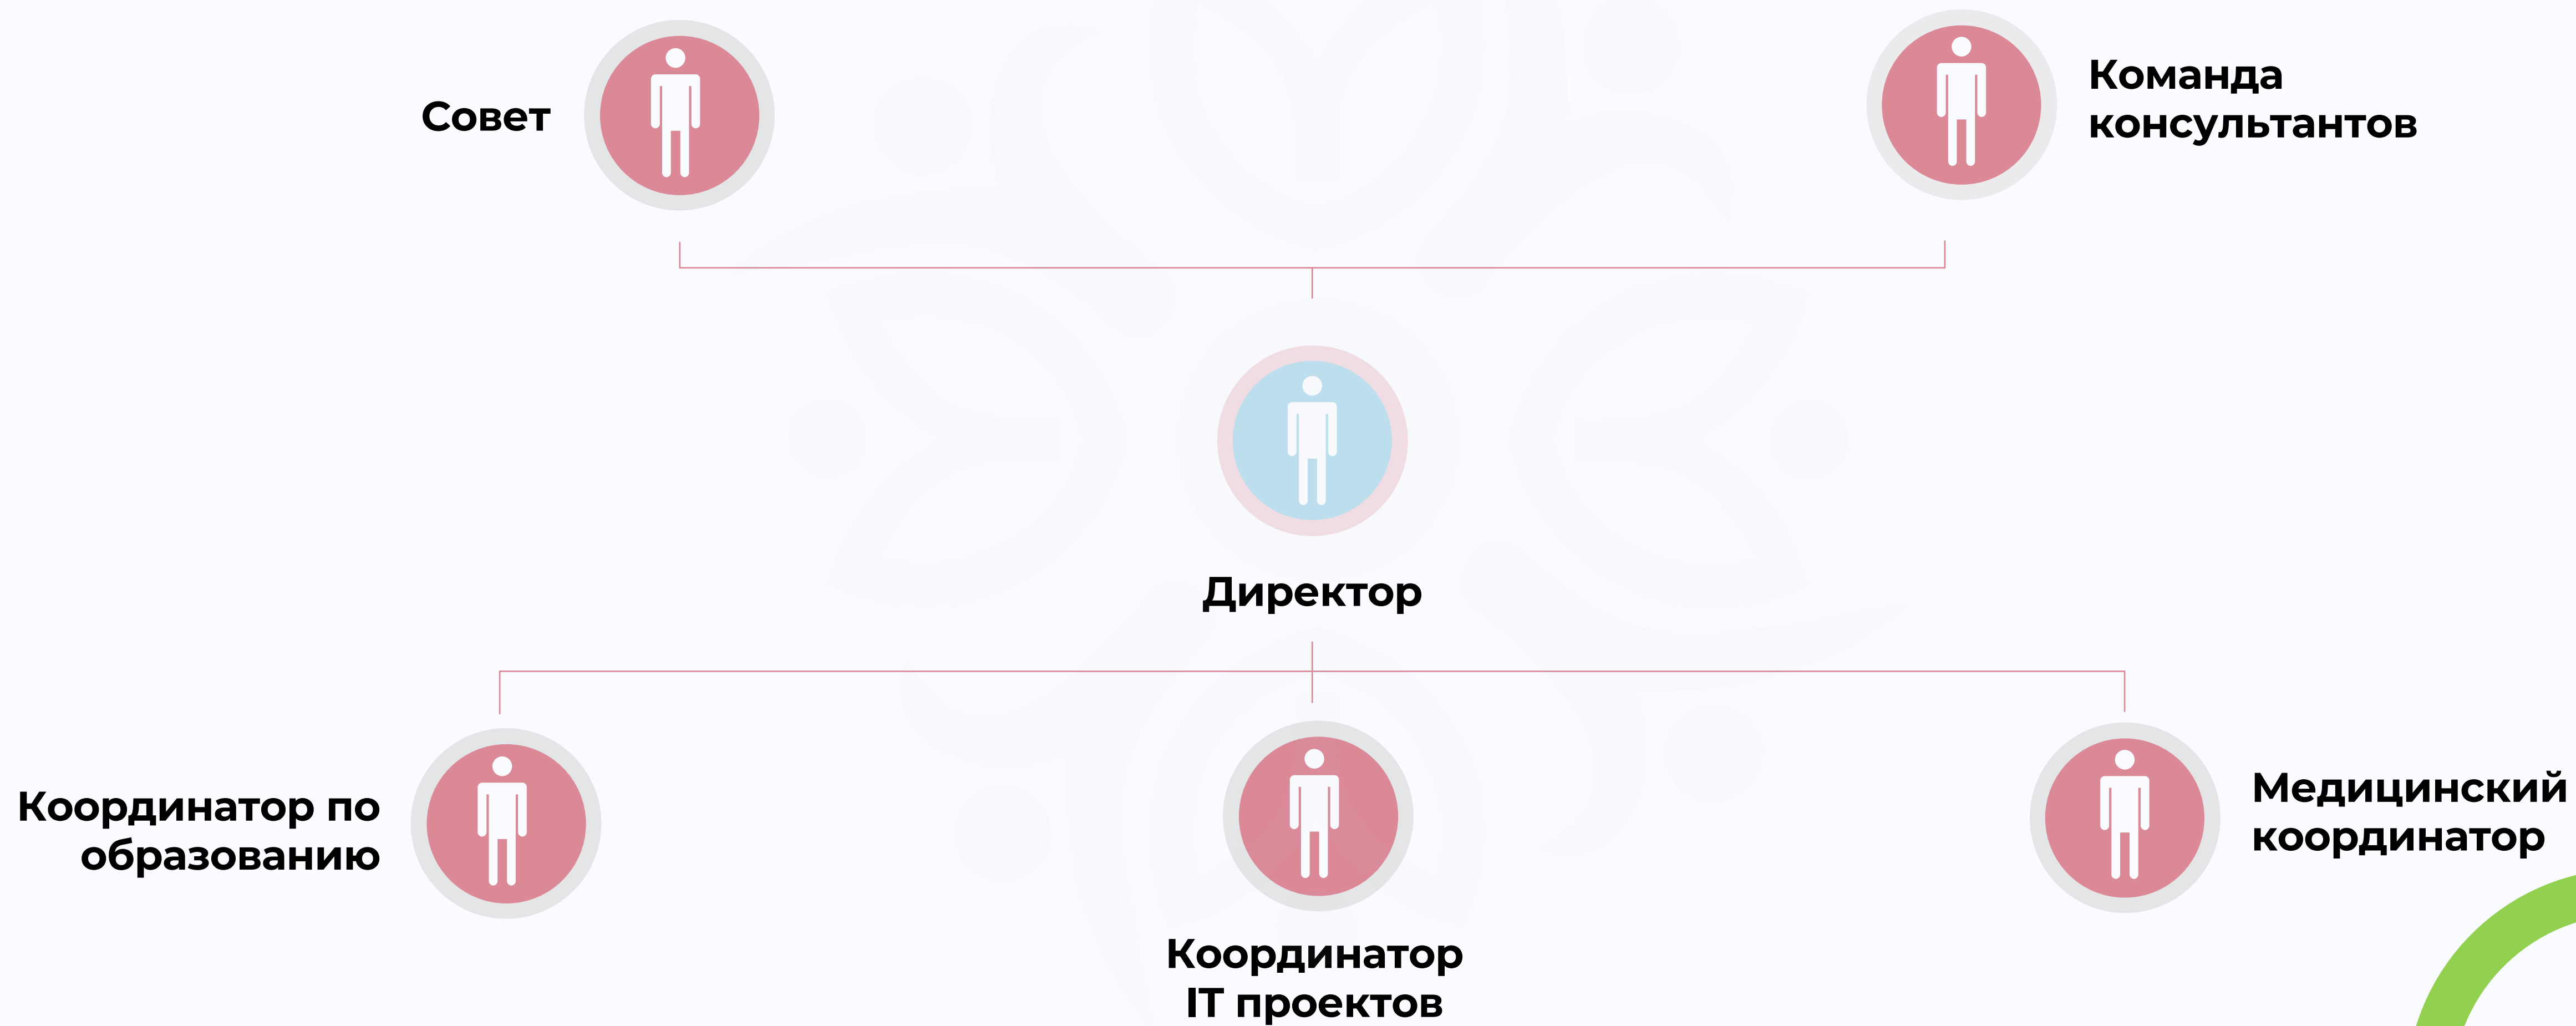 Совет
Команда
консультантов
Директор
Координатор по
образованию
Координатор
IT проектов
Медицинский
координатор